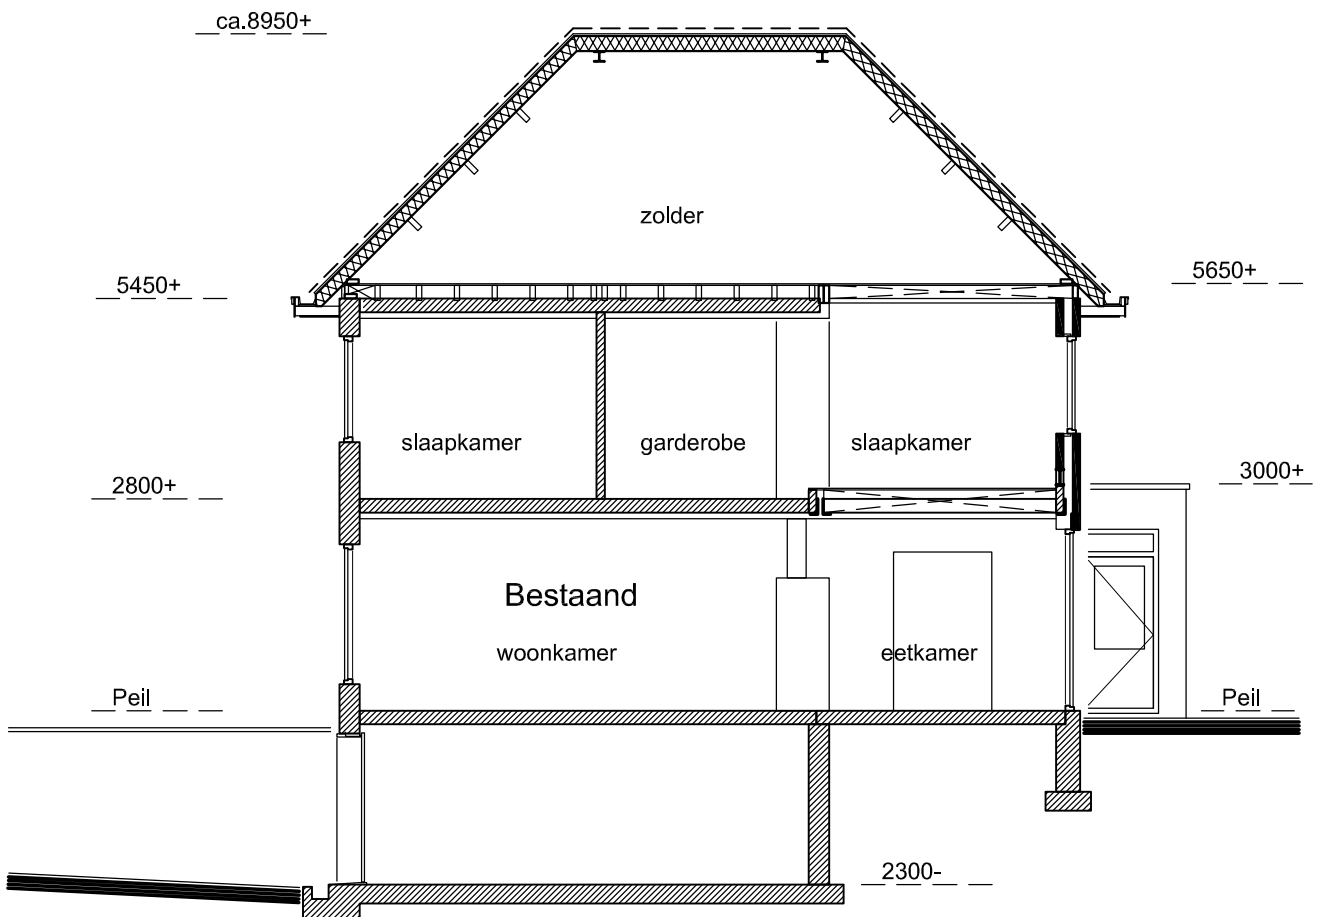 ca.8950+
zolder
5450+
5650+
slaapkamer
garderobe
slaapkamer
2800+
3000+
Bestaand
woonkamer
eetkamer
Peil
Peil
2300-